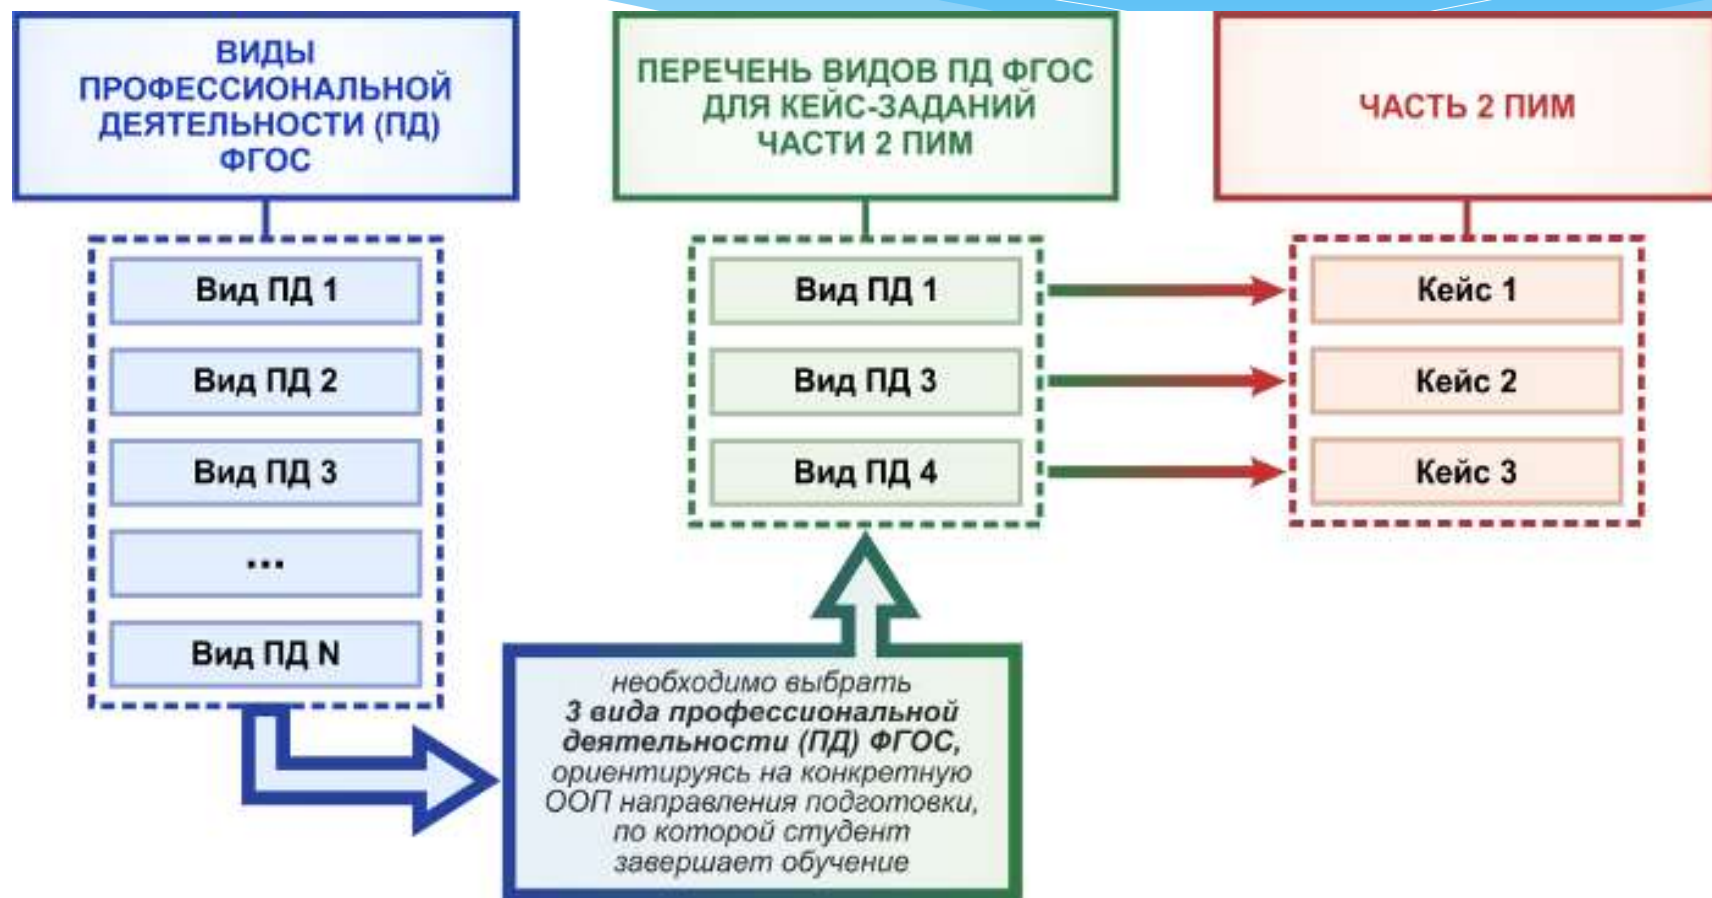 ВИДЫ
ПРОФЕССИОНАЛЬНОЙ
ДЕЯТЕЛЬНОСТИ (ПД)
ФГОС
Вид ПД 1
Вид ПД 2
Вид ПД 3
...
Вид ПД N
необходимо выбрать
3 вида профессиональной
деятельности (ПД) ФГОС,
ориентируясь на конкретную
ООП направления подготовки,
по которой студент
завершает обучение
ПЕРЕЧЕНЬ ВИДОВ ПД ФГОС
ДЛЯ КЕЙС-ЗАДАНИЙ
ЧАСТИ 2 ПИМ
Вид ПД 1
Вид ПД 3
Вид ПД 4
ЧАСТЬ 2 ПИМ
Кейс 1
Кейс 2
Кейс 3